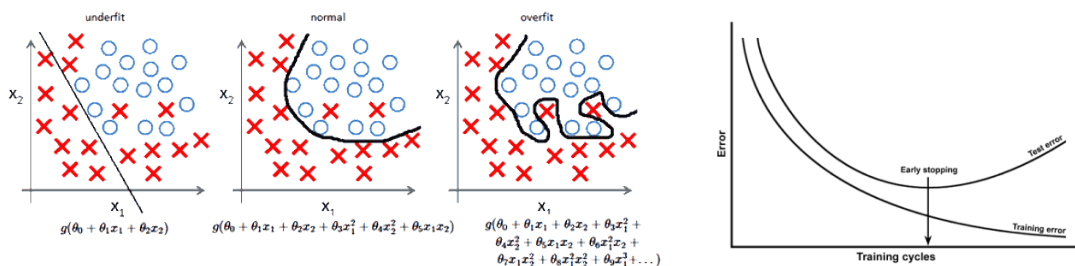 underfit
normal
overfit
X₂
X₂
X₂
X₁
X₁
X₁
g(θ₀ + θ₁x₁ + θ₂x₂)
g(θ₀ + θ₁x₁ + θ₂x₂ + θ₃x₁² + θ₄x₂² + θ₅x₁x₂)
g(θ₀ + θ₁x₁ + θ₂x₂ + θ₃x₁² +
θ₄x₂² + θ₅x₁x₂ + θ₆x₁²x₂ +
θ₇x₁x₂² + θ₈x₁²x₂² + θ₉x₁³ + ...)
Error
Test error
Early stopping
Training error
Training cycles